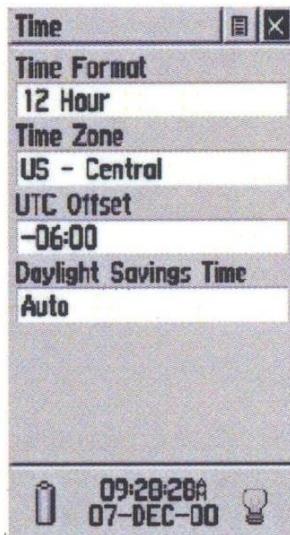 Time
Time Format
12 Hour
Time Zone
US - Central
UTC Offset
-06:00
Daylight Savings Time
Auto
09:28:28A
07-DEC-00